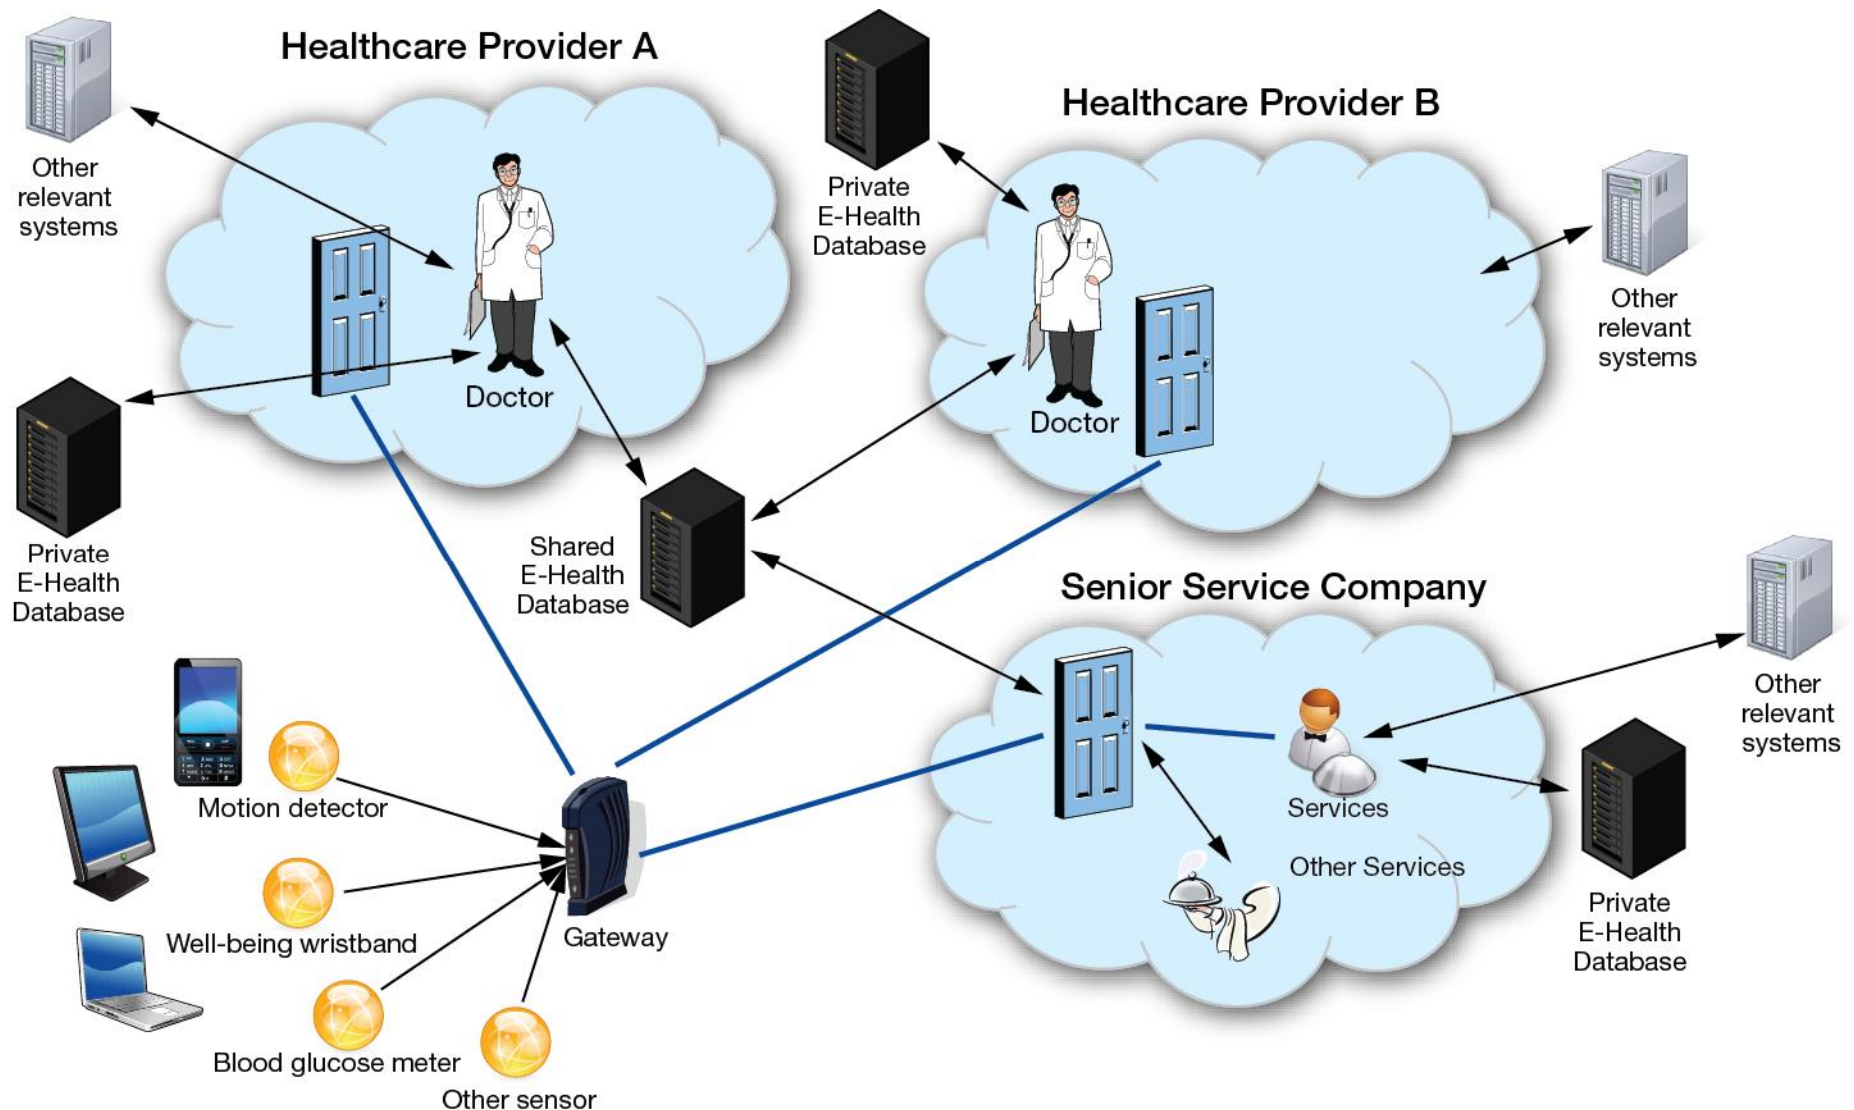 Healthcare Provider A
Healthcare Provider B
Other
relevant
systems
Private
E-Health
Database
Other
relevant
systems
Doctor
Doctor
Private
E-Health
Database
Shared
E-Health
Database
Senior Service Company
Other
relevant
systems
Services
Other Services
Private
E-Health
Database
Motion detector
Well-being wristband
Gateway
Blood glucose meter
Other sensor